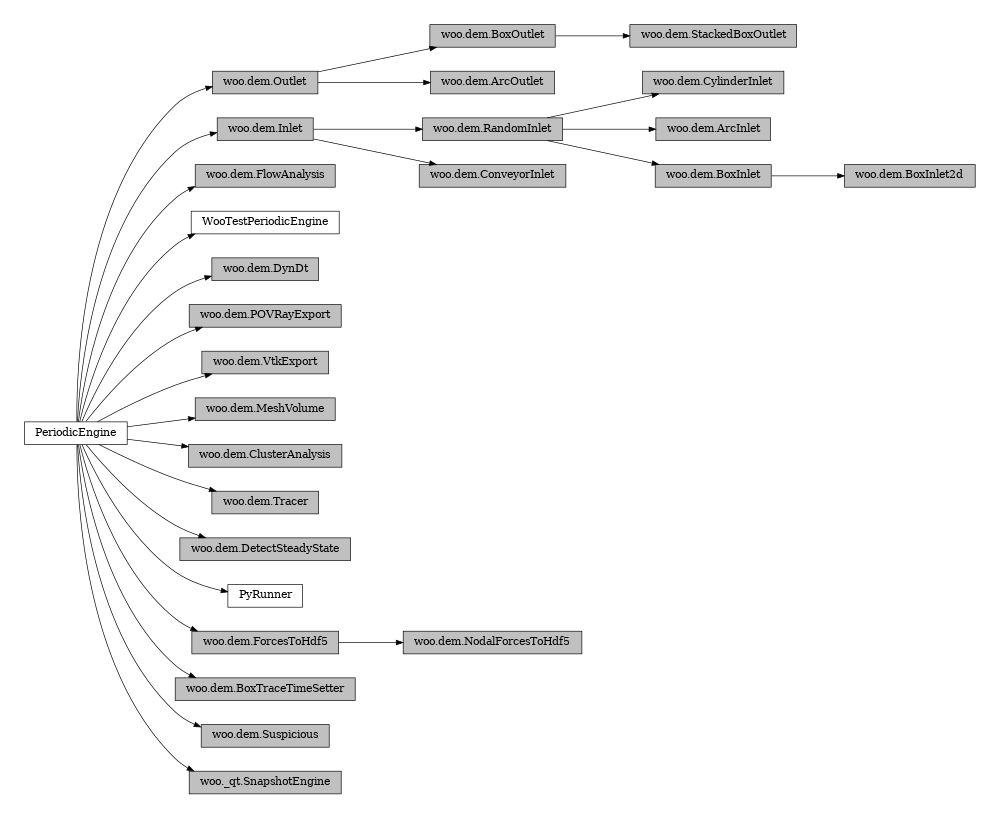 woo.dem.BoxOutlet
woo.dem.StackedBoxOutlet
woo.dem.Outlet
woo.dem.ArcOutlet
woo.dem.CylinderInlet
woo.dem.Inlet
woo.dem.RandomInlet
woo.dem.ArcInlet
woo.dem.FlowAnalysis
woo.dem.ConveyorInlet
woo.dem.BoxInlet
woo.dem.BoxInlet2d
WooTestPeriodicEngine
woo.dem.DynDt
woo.dem.POVRayExport
woo.dem.VtkExport
woo.dem.MeshVolume
PeriodicEngine
woo.dem.ClusterAnalysis
woo.dem.Tracer
woo.dem.DetectSteadyState
PyRunner
woo.dem.ForcesToHdf5
woo.dem.NodalForcesToHdf5
woo.dem.BoxTraceTimeSetter
woo.dem.Suspicious
woo._qt.SnapshotEngine